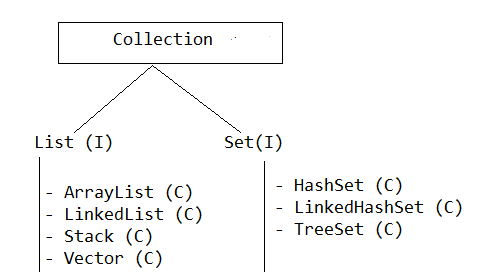 Collection
List (I)
Set(I)
- ArrayList (C)
- LinkedList (C)
- Stack (C)
- Vector (C)
- HashSet (C)
- LinkedHashSet (C)
- TreeSet (C)